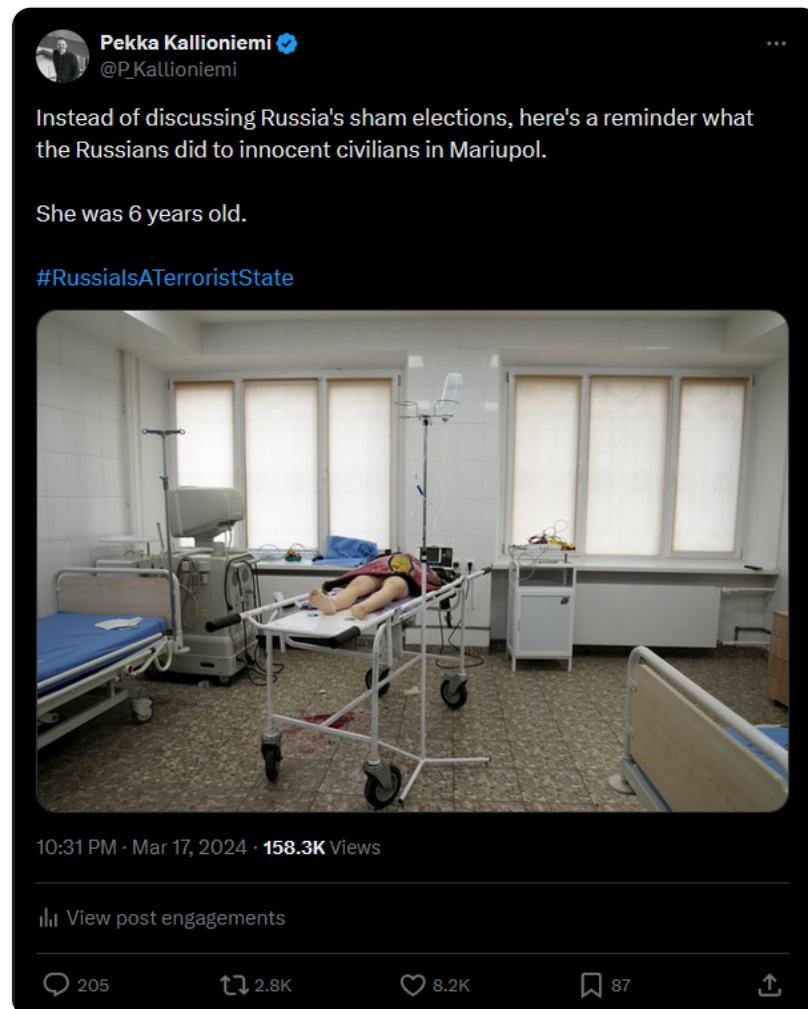 Pekka Kallioniemi
@P_Kallioniemi
Instead of discussing Russia's sham elections, here's a reminder what
the Russians did to innocent civilians in Mariupol.
She was 6 years old.
#RussiaIsATerroristState
10:31 PM · Mar 17, 2024 · 158.3K Views
View post engagements
205 2.8K 8.2K 87